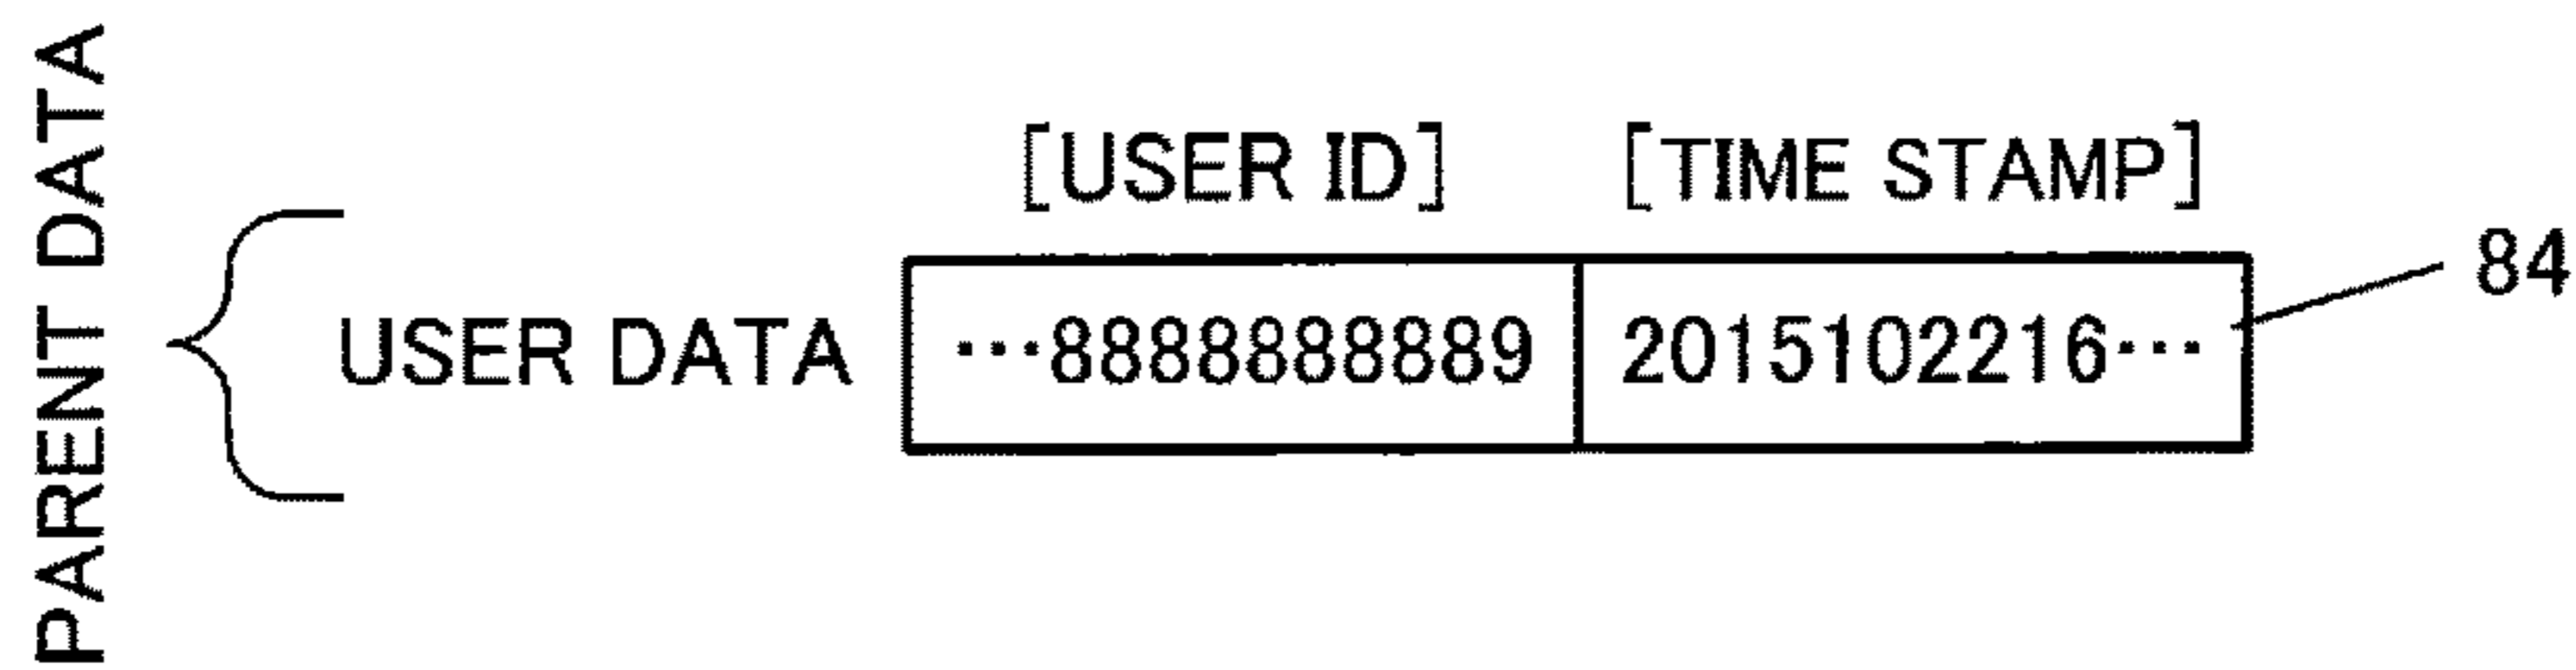 PARENT DATA
[USER ID] [TIME STAMP]
USER DATA …8888888889 2015102216… 84